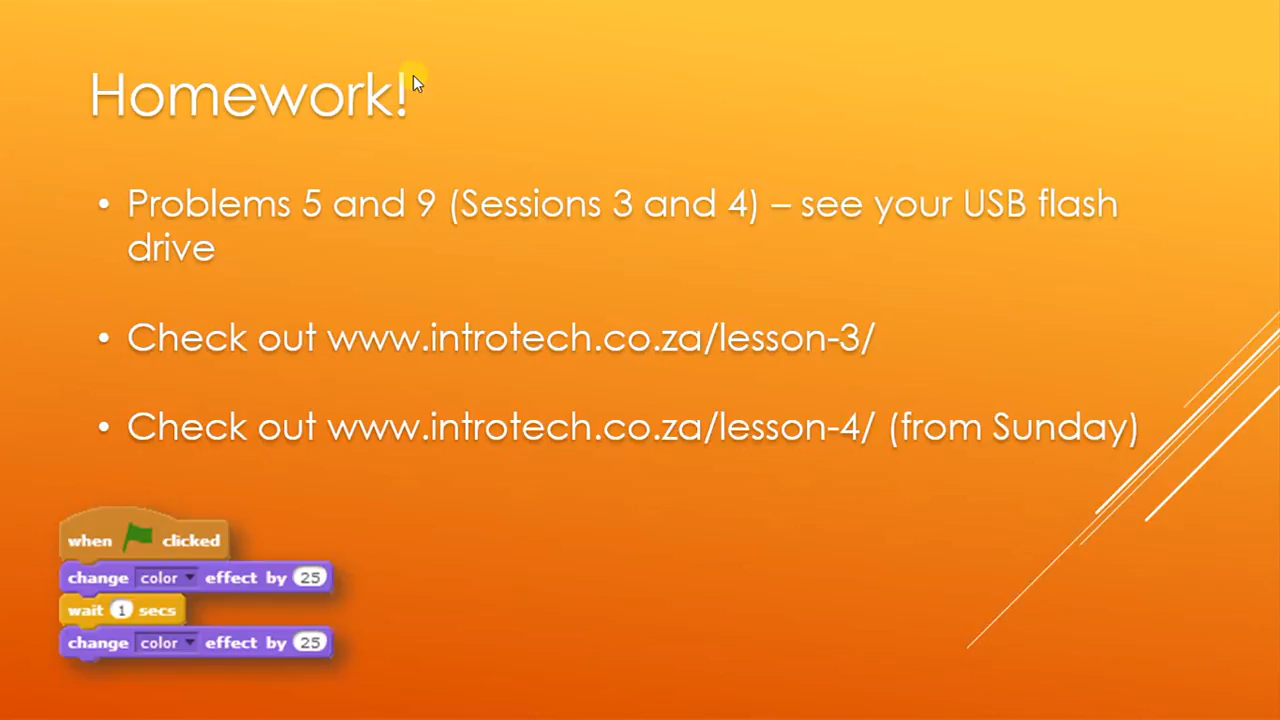 Homework!
• Problems 5 and 9 (Sessions 3 and 4) – see your USB flash
drive
• Check out www.introtech.co.za/lesson-3/
• Check out www.introtech.co.za/lesson-4/ (from Sunday)
when clicked
change color effect by 25
wait 1 secs
change color effect by 25